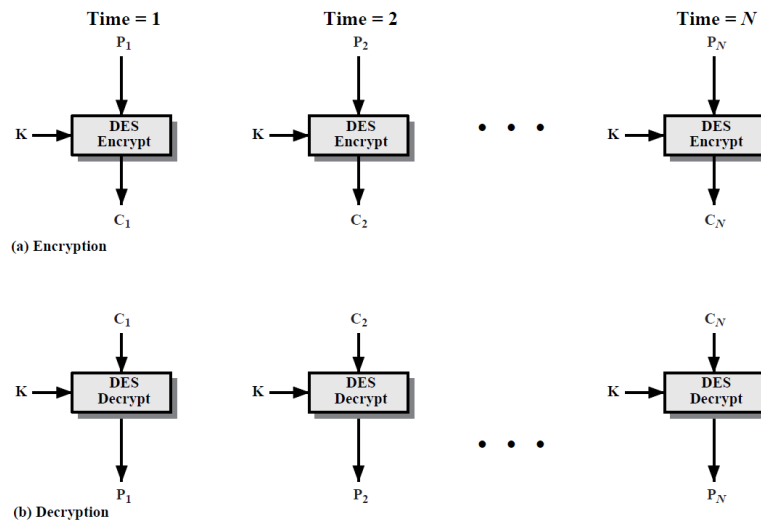 Time = 1 Time = 2 Time = N
P1 P2 PN
K DES Encrypt K DES Encrypt K DES Encrypt
C1 C2 CN
(a) Encryption
C1 C2 CN
K DES Decrypt K DES Decrypt K DES Decrypt
P1 P2 PN
(b) Decryption